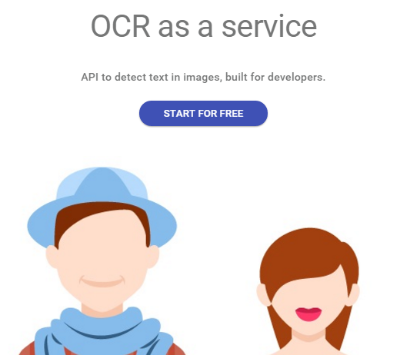 OCR as a service
API to detect text in images, built for developers.
START FOR FREE